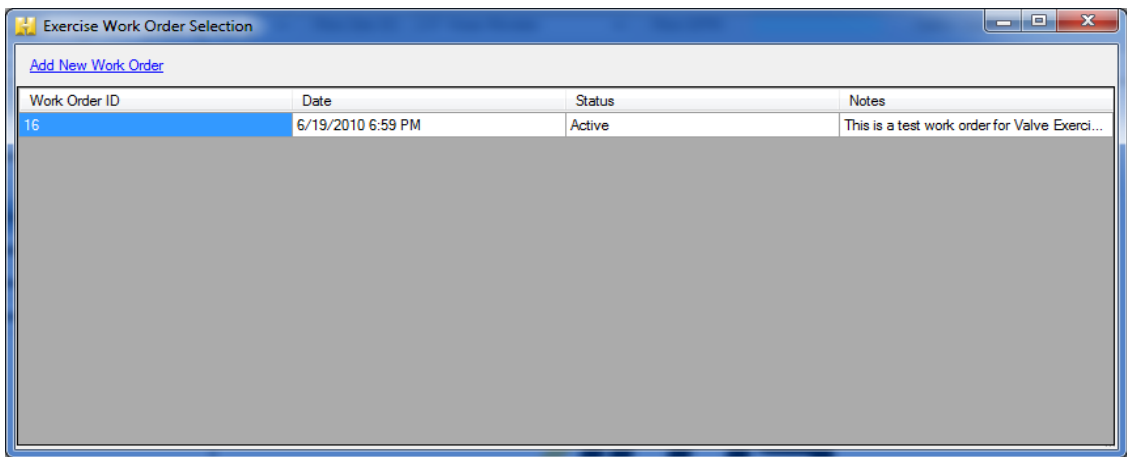 Exercise Work Order Selection
Add New Work Order
Work Order ID Date Status Notes
16 6/19/2010 6:59 PM Active This is a test work order for Valve Exerci...